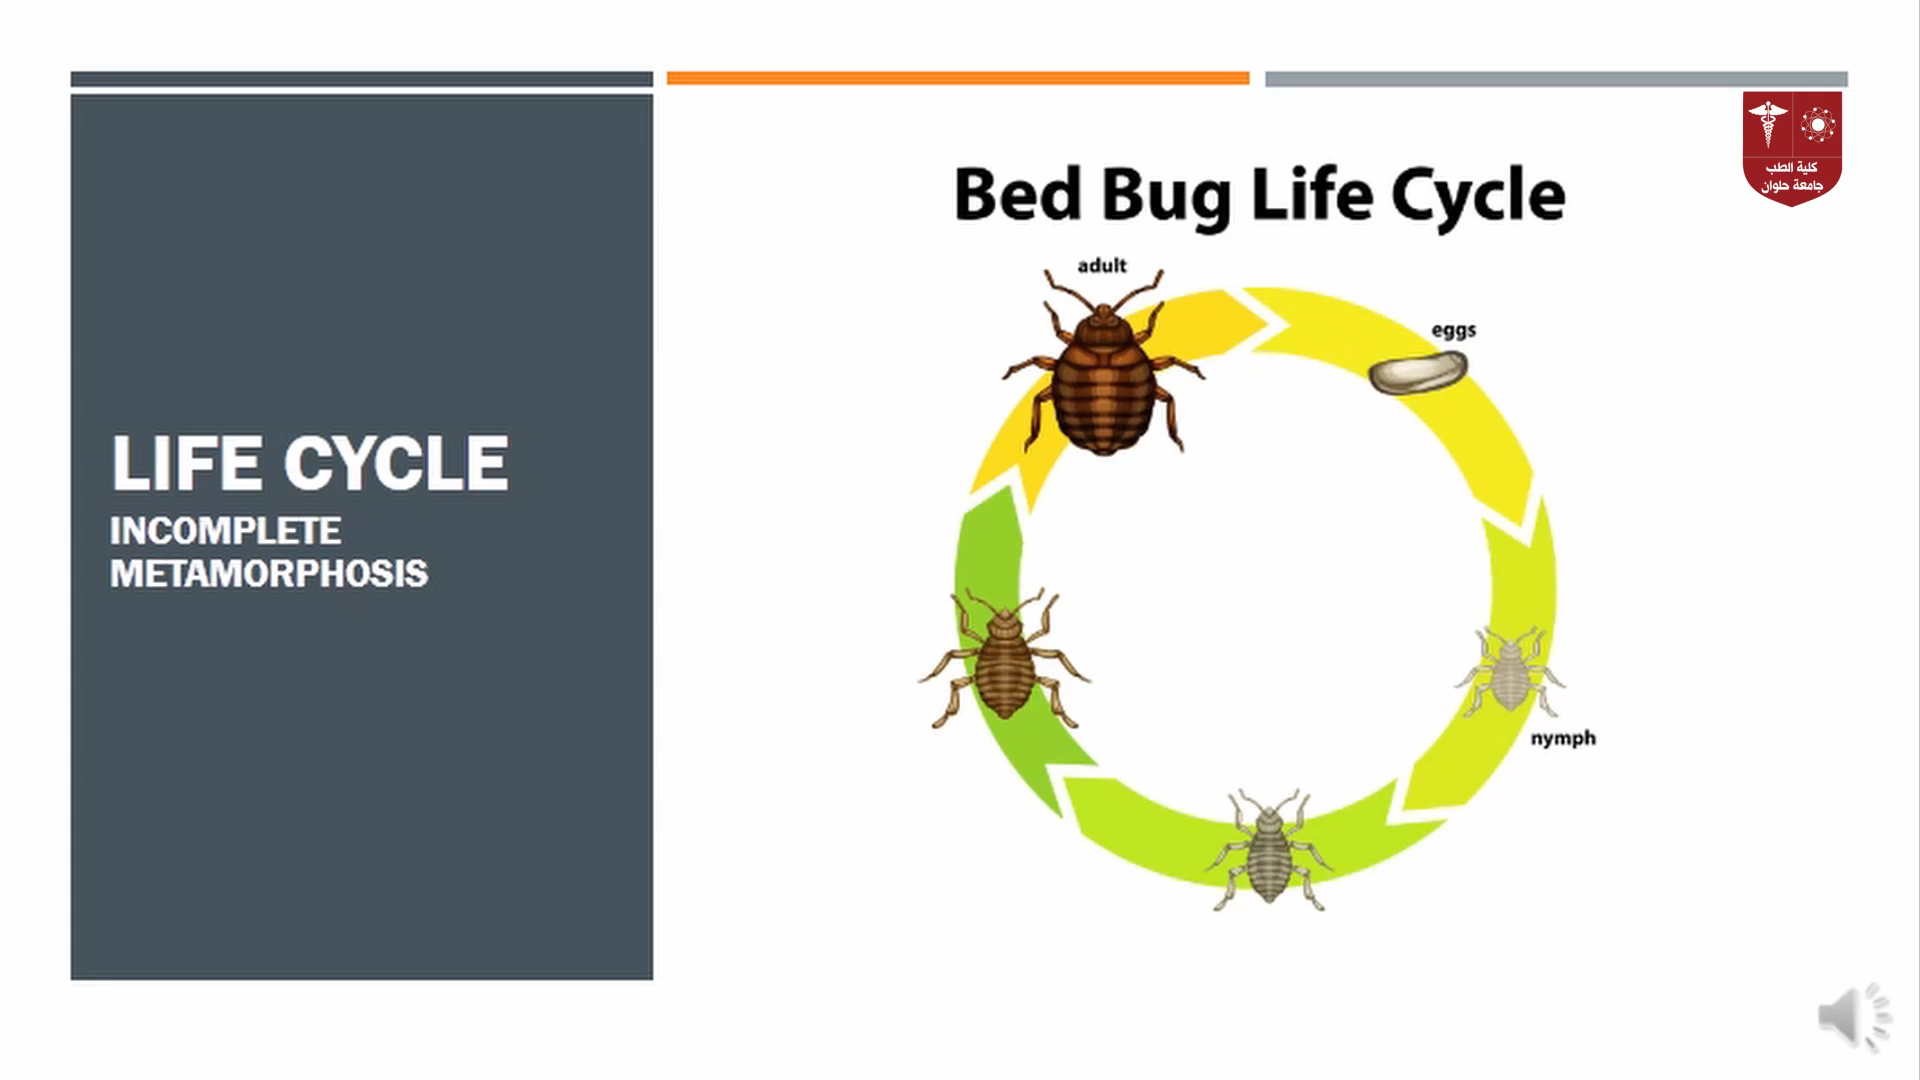 LIFE CYCLE
INCOMPLETE
METAMORPHOSIS
Bed Bug Life Cycle
adult
eggs
nymph
كلية الطب
جامعة حلوان